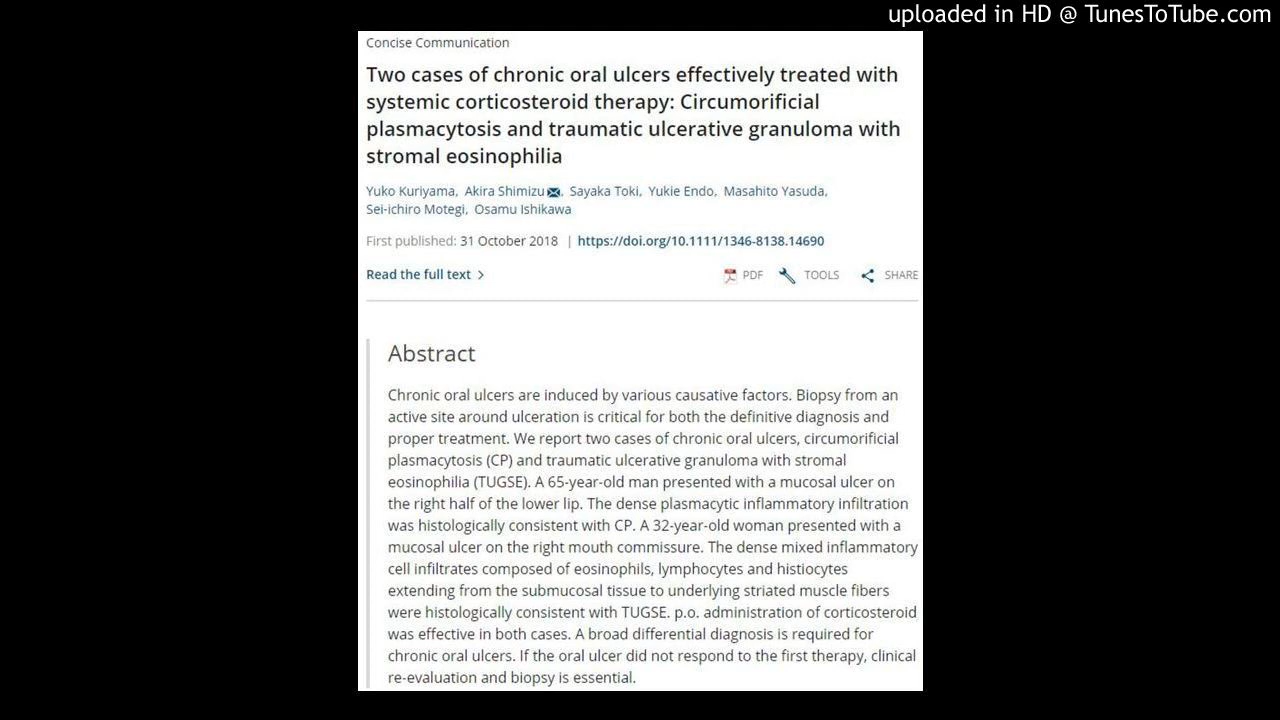 uploaded in HD @ TunesToTube.com
Concise Communication
Two cases of chronic oral ulcers effectively treated with
systemic corticosteroid therapy: Circumorificial
plasmacytosis and traumatic ulcerative granuloma with
stromal eosinophilia
Yuko Kuriyama, Akira Shimizu, Sayaka Toki, Yukie Endo, Masahito Yasuda,
Sei-ichiro Motegi, Osamu Ishikawa
First published: 31 October 2018 | https://doi.org/10.1111/1346-8138.14690
Read the full text > PDF TOOLS SHARE
Abstract
Chronic oral ulcers are induced by various causative factors. Biopsy from an
active site around ulceration is critical for both the definitive diagnosis and
proper treatment. We report two cases of chronic oral ulcers, circumorificial
plasmacytosis (CP) and traumatic ulcerative granuloma with stromal
eosinophilia (TUGSE). A 65-year-old man presented with a mucosal ulcer on
the right half of the lower lip. The dense plasmacytic inflammatory infiltration
was histologically consistent with CP. A 32-year-old woman presented with a
mucosal ulcer on the right mouth commissure. The dense mixed inflammatory
cell infiltrates composed of eosinophils, lymphocytes and histiocytes
extending from the submucosal tissue to underlying striated muscle fibers
were histologically consistent with TUGSE. p.o. administration of corticosteroid
was effective in both cases. A broad differential diagnosis is required for
chronic oral ulcers. If the oral ulcer did not respond to the first therapy, clinical
re-evaluation and biopsy is essential.